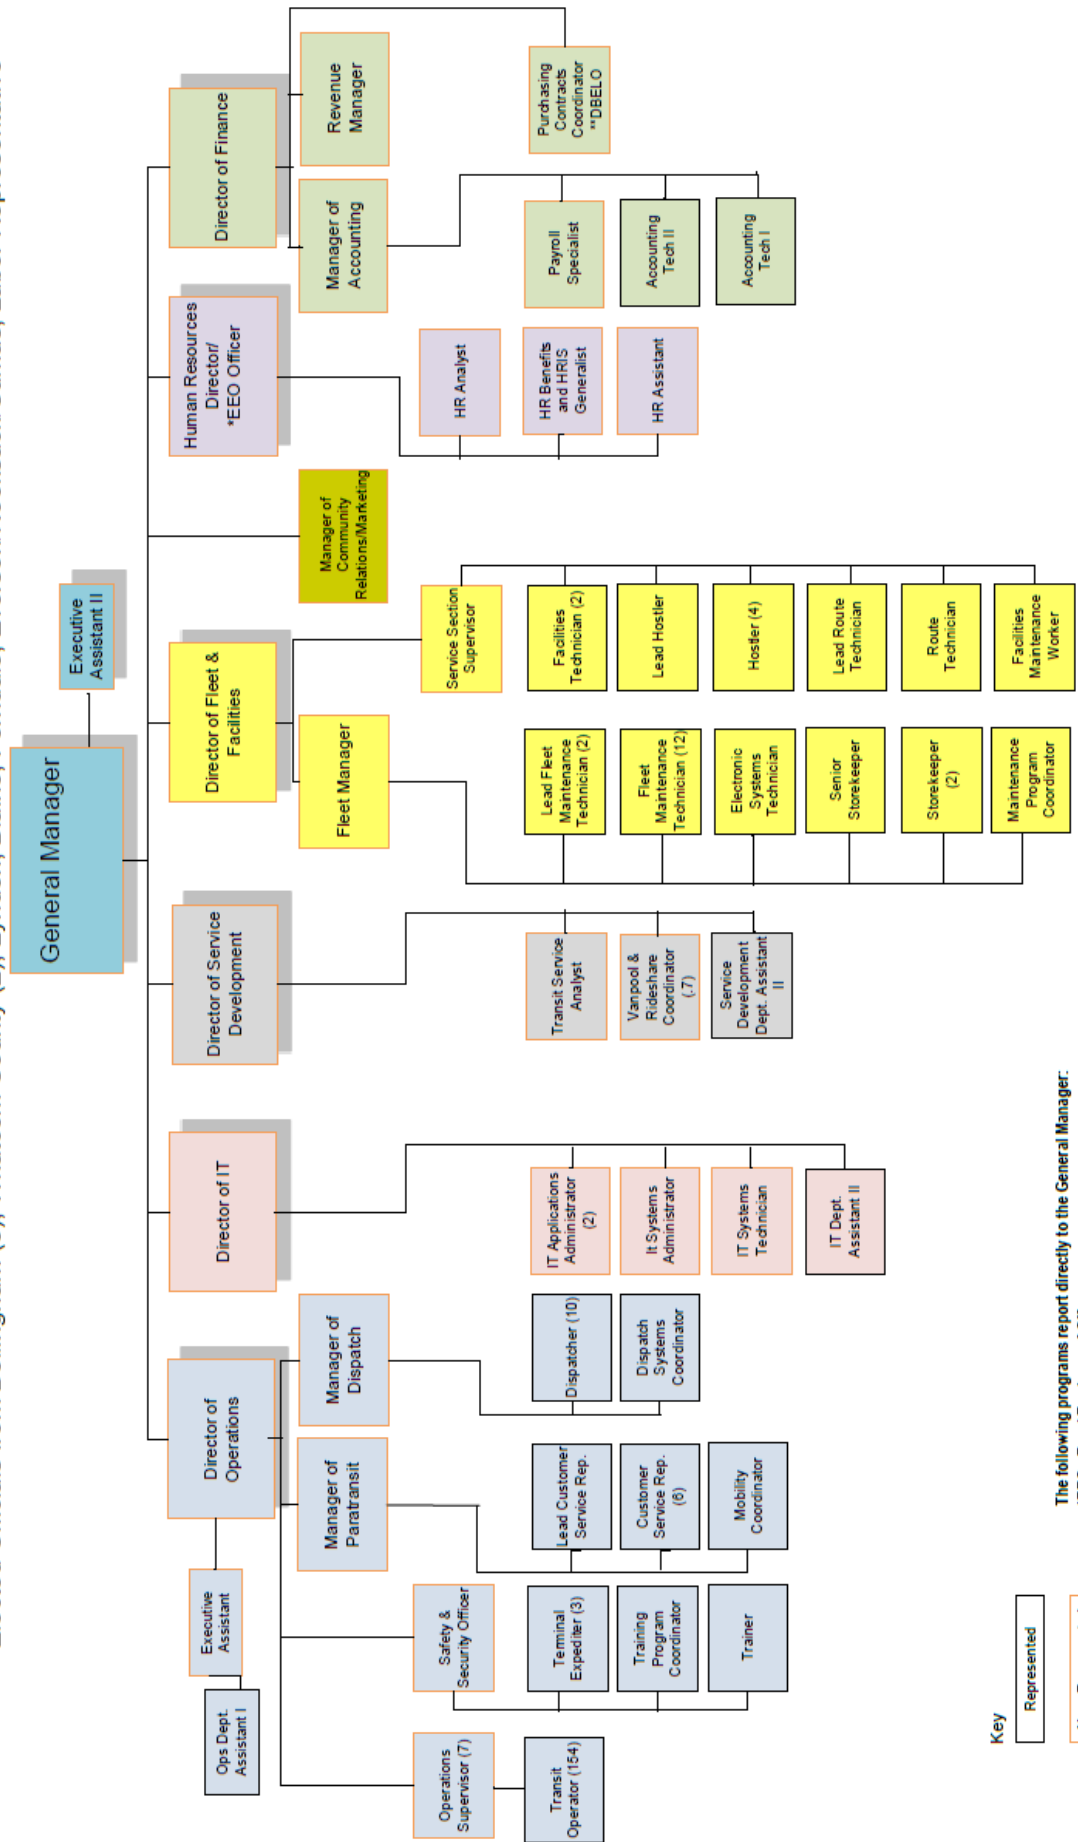 General Manager
Executive
Assistant II
Director of
Operations
Director of IT
Director of Service
Development
Director of Fleet &
Facilities
Human Resources
Director/
*EEO Officer
Director of Finance
Executive
Assistant
Ops Dept.
Assistant I
Manager of
Paratransit
Manager of
Dispatch
Fleet Manager
Manager of
Community
Relations/Marketing
Manager of
Accounting
Revenue
Manager
Operations
Supervisor (7)
Safety &
Security Officer
Service Section
Supervisor
HR Analyst
Transit
Operator (154)
Terminal
Expediter (3)
Lead Customer
Service Rep.
Dispatcher (10)
IT Applications
Administrator
(2)
Transit Service
Analyst
Lead Fleet
Maintenance
Technician (2)
Facilities
Technician (2)
HR Benefits
and HRIS
Generalist
Payroll
Specialist
Purchasing
Contracts
Coordinator
**DBELO
Training
Program
Coordinator
Customer
Service Rep.
(6)
Dispatch
Systems
Coordinator
It Systems
Administrator
Vanpool &
Rideshare
Coordinator
(.7)
Fleet
Maintenance
Technician (12)
Lead Hostler
HR Assistant
Accounting
Tech II
Trainer
Mobility
Coordinator
IT Systems
Technician
Service
Development
Dept. Assistant
II
Electronic
Systems
Technician
Hostler (4)
Accounting
Tech I
IT Dept.
Assistant II
Senior
Storekeeper
Lead Route
Technician
Storekeeper
(2)
Route
Technician
Maintenance
Program
Coordinator
Facilities
Maintenance
Worker
Key
Represented
The following programs report directly to the General Manager: